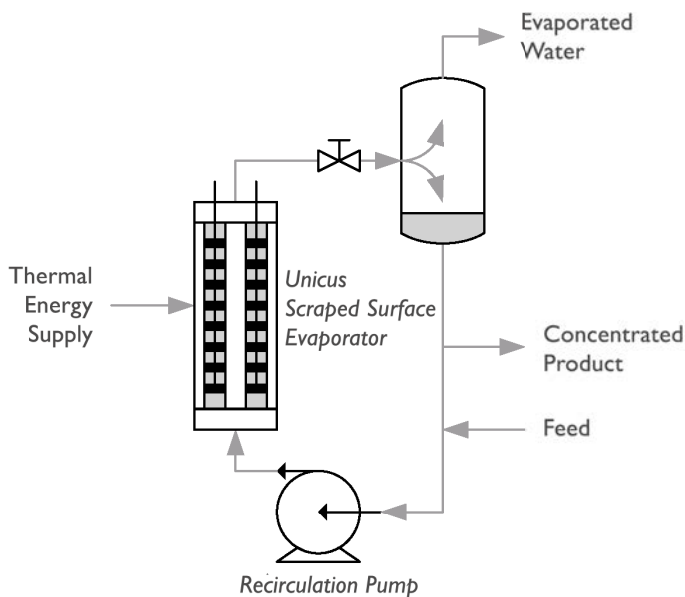 Evaporated
Water
Thermal
Energy
Supply
Unicus
Scraped Surface
Evaporator
Concentrated
Product
Feed
Recirculation Pump